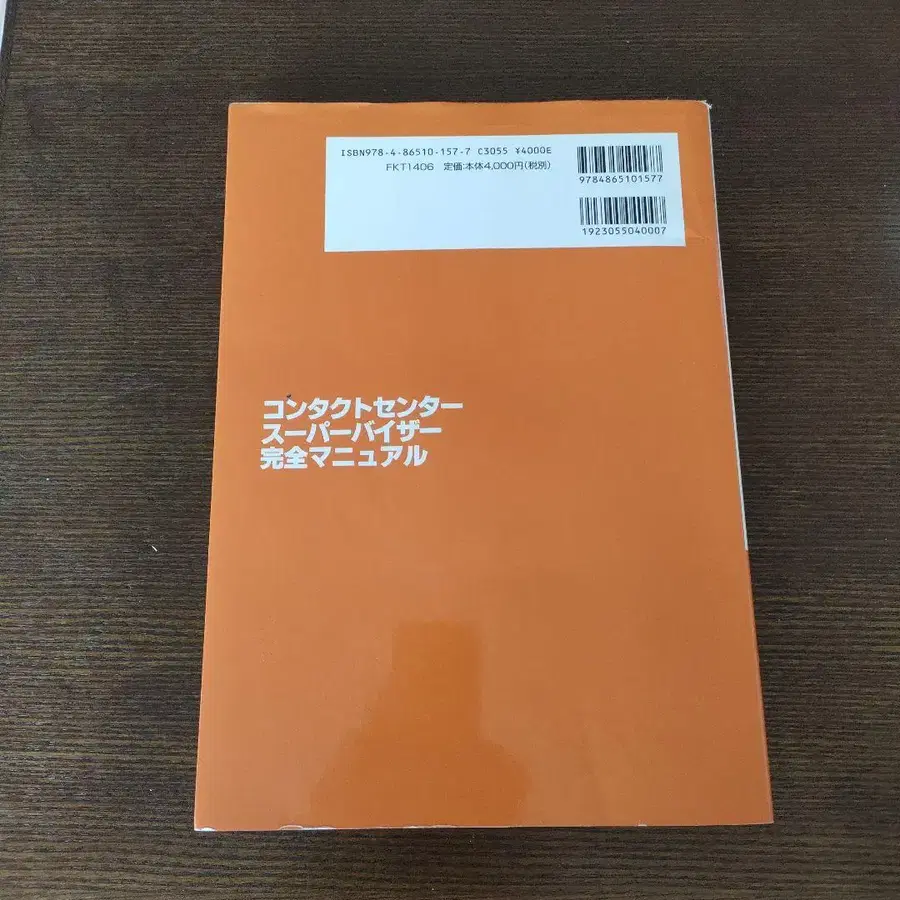 ISBN978-4-86510-157-7 C3055 ¥4000E
FKT1406 定価:本体4,000円(税別)
9784865101577
1923055040007
コンタクトセンター
スーパーバイザー
完全マニュアル